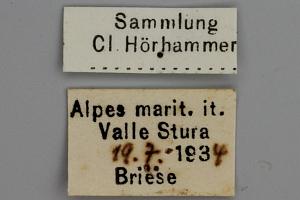 Sammlung
Cl. Hörhammer
Alpes marit. it.
Valle Stura
19.7. 1934
Briese